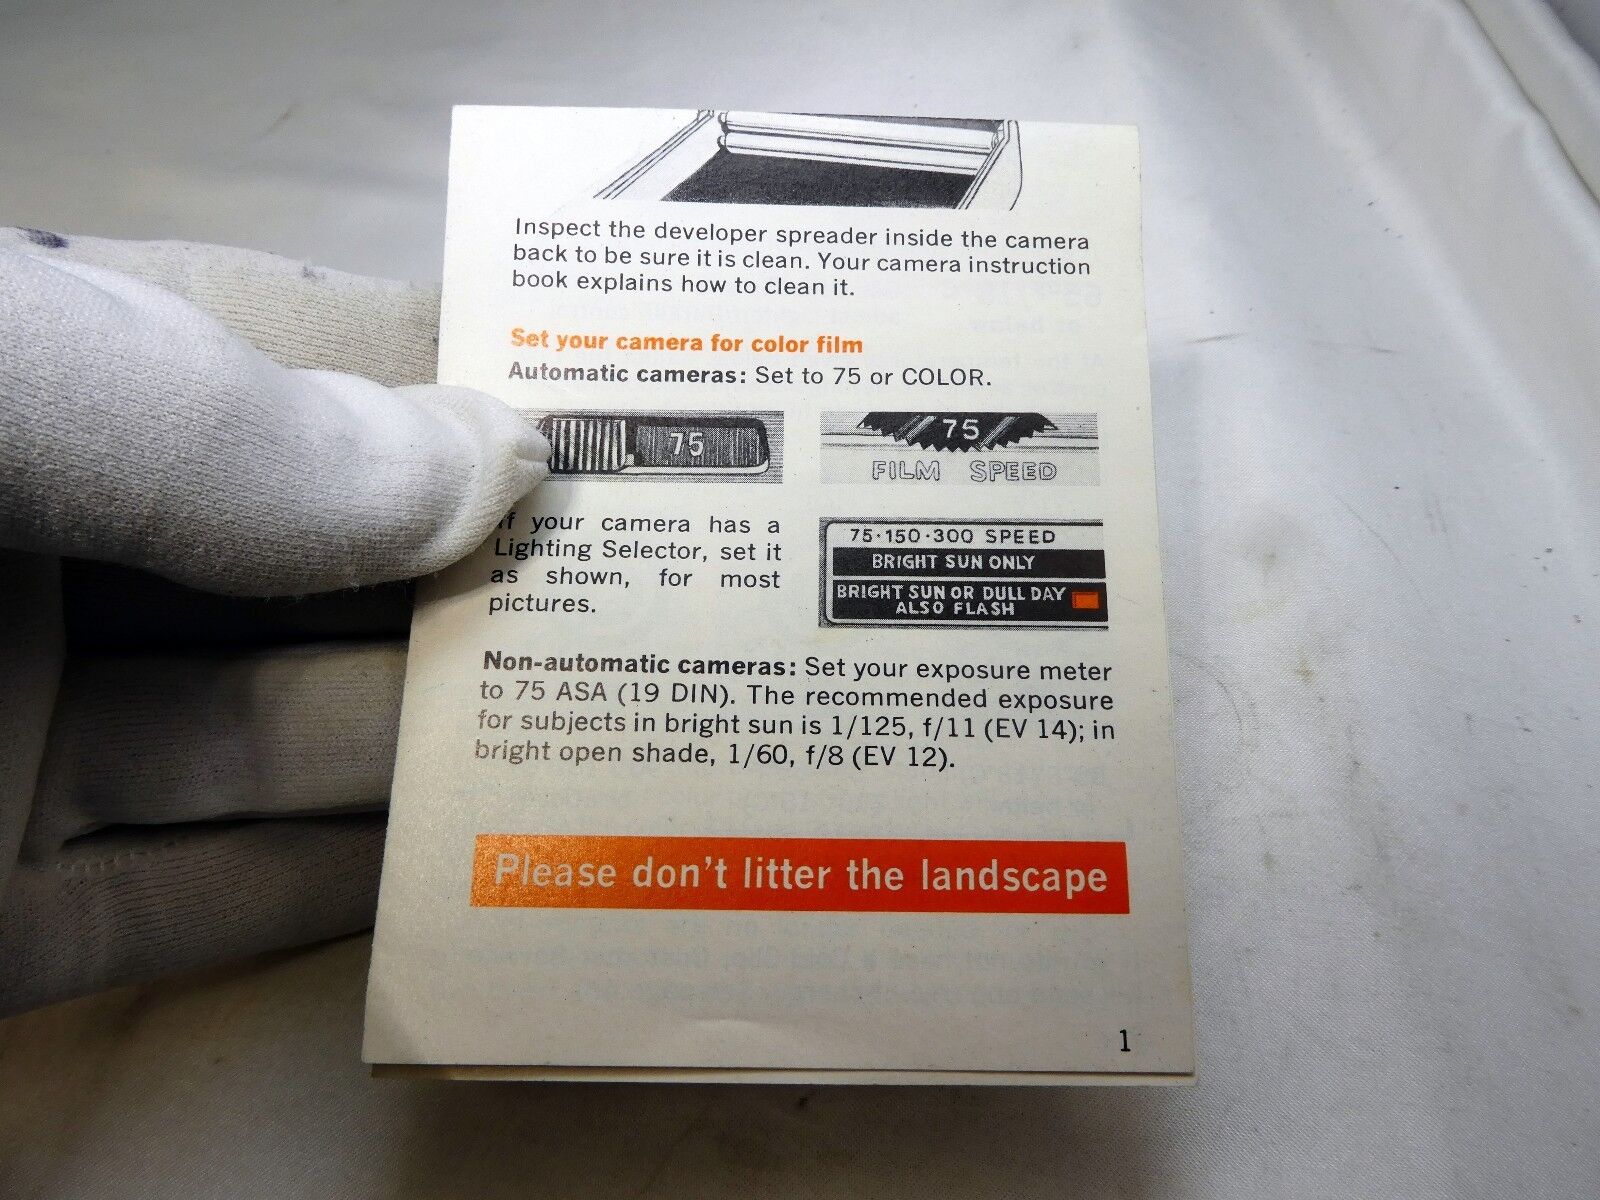 Inspect the developer spreader inside the camera
back to be sure it is clean. Your camera instruction
book explains how to clean it.
Set your camera for color film
Automatic cameras: Set to 75 or COLOR.
75
75
FILM SPEED
If your camera has a
Lighting Selector, set it
as shown, for most
pictures.
75·150·300 SPEED
BRIGHT SUN ONLY
BRIGHT SUN OR DULL DAY
ALSO FLASH
Non-automatic cameras: Set your exposure meter
to 75 ASA (19 DIN). The recommended exposure
for subjects in bright sun is 1/125, f/11 (EV 14); in
bright open shade, 1/60, f/8 (EV 12).
Please don't litter the landscape
1